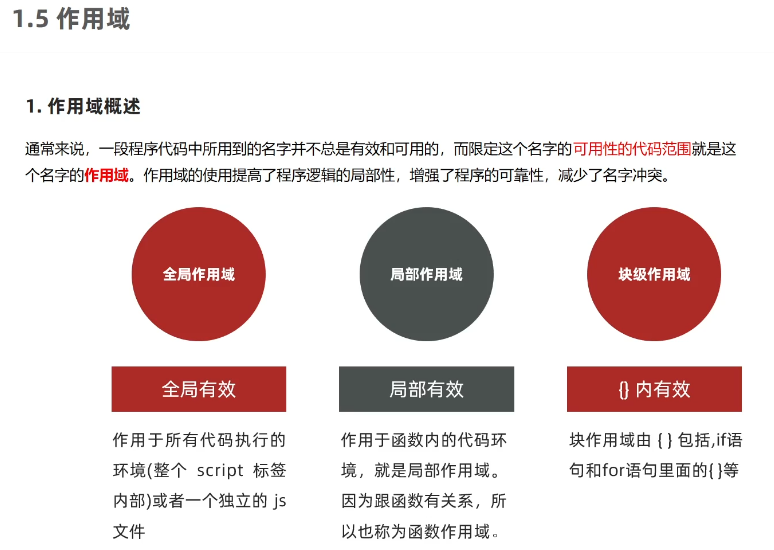 1.5 作用域
1. 作用域概述
通常来说，一段程序代码中所用到的名字并不总是有效和可用的，而限定这个名字的可用性的代码范围就是这
个名字的作用域。作用域的使用提高了程序逻辑的局部性，增强了程序的可靠性，减少了名字冲突。
全局作用域
局部作用域
块级作用域
全局有效
局部有效
{} 内有效
作用于所有代码执行的
环境(整个 script 标签
内部)或者一个独立的 js
文件
作用于函数内的代码环
境，就是局部作用域。
因为跟函数有关系，所
以也称为函数作用域。
块作用域由 { } 包括,if语
句和for语句里面的{ }等